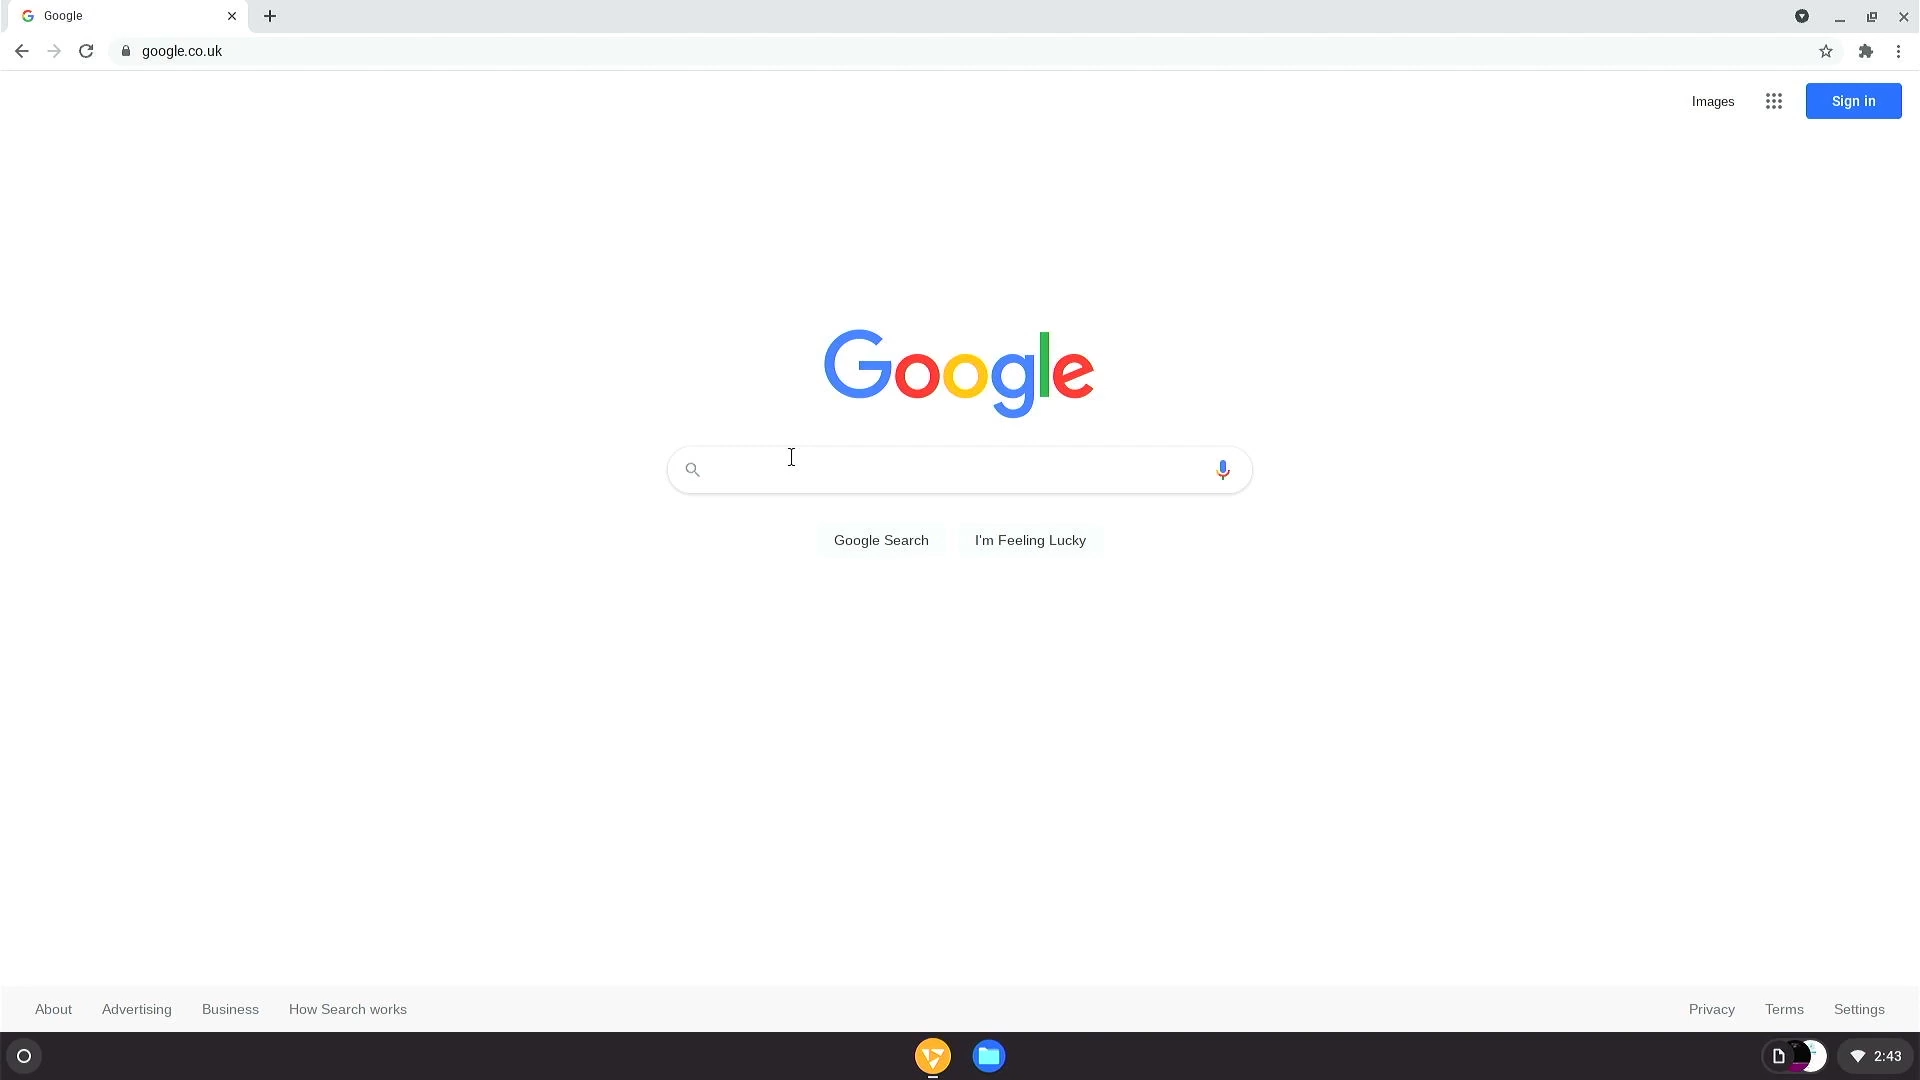 Google
google.co.uk
Images
Sign in
Google
Google Search
I'm Feeling Lucky
About
Advertising
Business
How Search works
Privacy
Terms
Settings
2:43